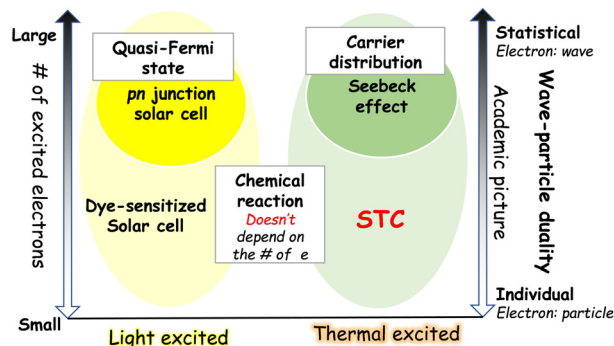 Large
# of excited electrons
Small
Quasi-Fermi
state
pn junction
solar cell
Dye-sensitized
Solar cell
Light excited
Carrier
distribution
Seebeck
effect
Chemical
reaction
Doesn't
depend on
the # of e
STC
Thermal excited
Statistical
Electron: wave
Academic picture
Wave-particle duality
Individual
Electron: particle